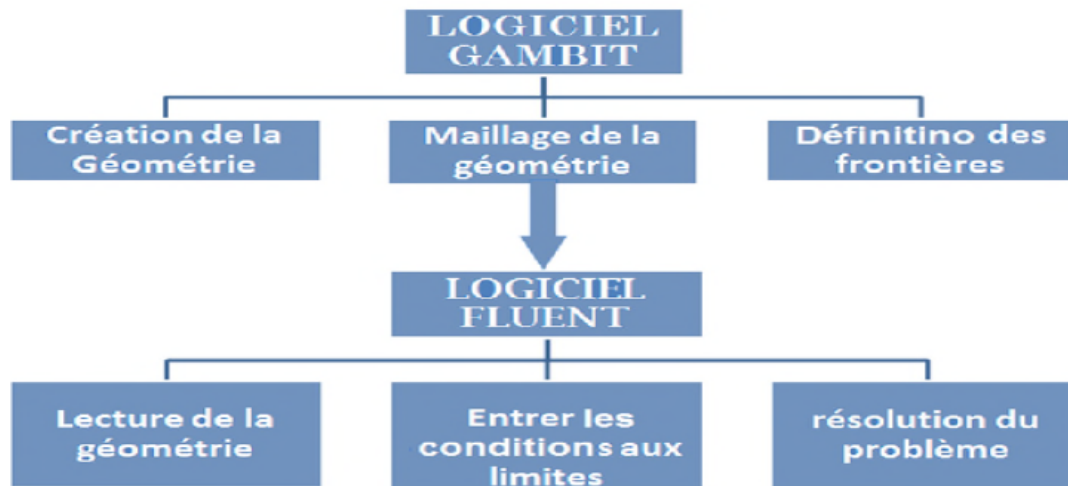 LOGICIEL
GAMBIT
Création de la
Géométrie
Maillage de la
géométrie
Définitino des
frontières
LOGICIEL
FLUENT
Lecture de la
géométrie
Entrer les
conditions aux
limites
résolution du
problème